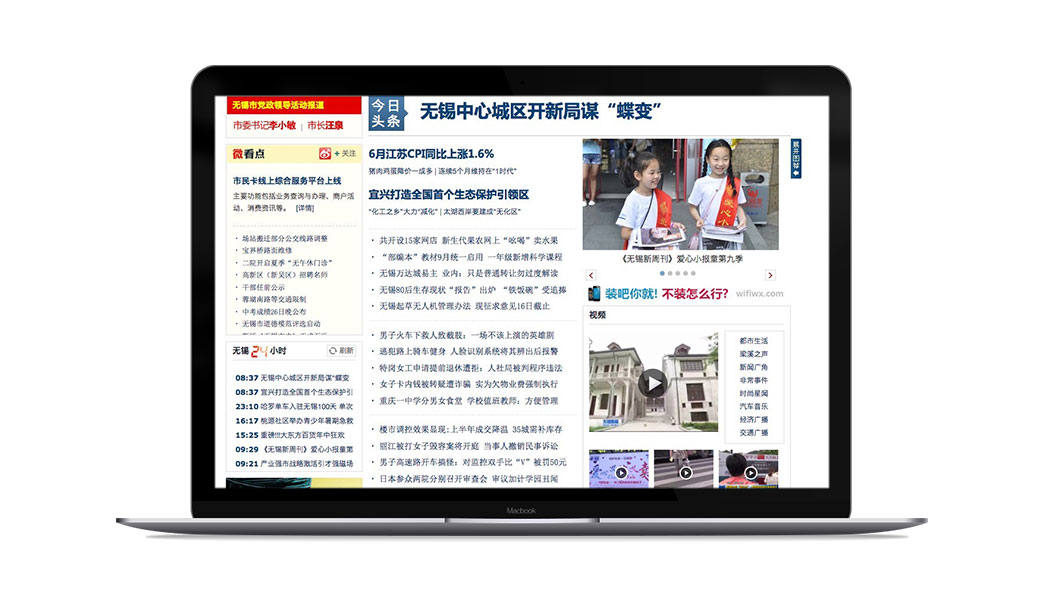 无锡市党政领导活动报道
市委书记李小敏 | 市长汪泉
微看点
+ 关注
市民卡线上综合服务平台上线
主要功能包括业务查询与办理、商户活
动、消费资讯等。 [详情]
· 场站搬迁部分公交线路调整
· 宝界桥路面维修
· 二院开启夏季“无午休门诊”
· 高新区（新吴区）招聘名师
· 干部任前公示
· 蓉湖南路等交通限制
· 中考成绩26日晚公布
· 无锡市道德模范评选启动
无锡24小时
刷新
08:37 无锡中心城区开新局谋“蝶变
08:37 宜兴打造全国首个生态保护引
23:10 哈罗单车入驻无锡100天 单次
16:17 桃源社区举办青少年暑期急救
15:25 重磅!!!大东方百货年中狂欢
09:29 《无锡新周刊》爱心小报童第
09:21 产业强市战略激活引才强磁场
今日
头条
无锡中心城区开新局谋“蝶变”
6月江苏CPI同比上涨1.6%
猪肉鸡蛋降价一成多 | 连续5个月维持在“1时代”
宜兴打造全国首个生态保护引领区
“化工之乡”大力“减化” | 太湖西岸要建成“无化区”
· 共开设15家网店 新生代果农网上“吆喝”卖水果
· “部编本”教材9月统一启用 一年级新增科学课程
· 无锡万达城易主 业内：只是普通转让勿过度解读
· 无锡80后生存现状“报告”出炉 “铁饭碗”受追捧
· 无锡起草无人机管理办法 现征求意见16日截止
· 男子火车下救人致截肢：一场不该上演的英雄剧
· 逃犯路上骑车健身 人脸识别系统将其辨出后报警
· 特岗女工申请提前退休遭拒：人社局被判程序违法
· 女子卡内钱被转疑遭诈骗 实为欠物业费强制执行
· 重庆一中学分男女食堂 学校值班教师：方便管理
· 楼市调控效果显现:上半年成交降温 35城需补库存
· 丽江被打女子毁容案将开庭 当事人撤销民事诉讼
· 男子高速路开车搞怪：对监控双手比“V”被罚50元
· 日本参众两院分别召开审查会 审议加计学园丑闻
展开图部
《无锡新周刊》爱心小报童第九季
装吧你就! 不装怎么行? wifiwx.com
视频
都市生活
梁溪之声
新闻广角
非常事件
时尚星闻
汽车音乐
经济广播
交通广播
Macbook